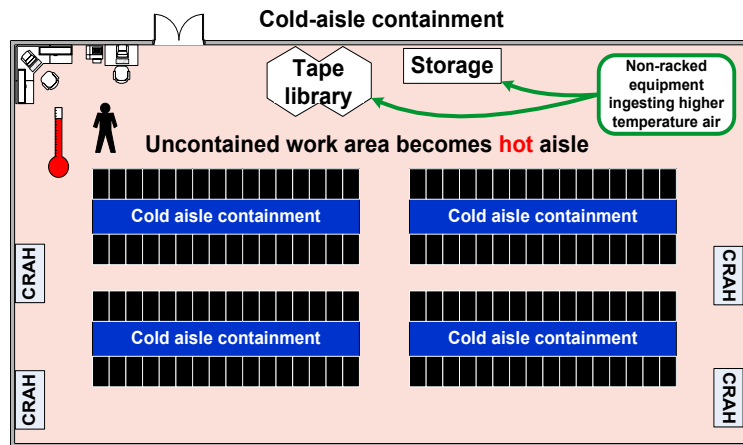 Cold-aisle containment
Tape
library
Storage
Non-racked
equipment
ingesting higher
temperature air
Uncontained work area becomes hot aisle
Cold aisle containment
Cold aisle containment
CRAH
CRAH
Cold aisle containment
Cold aisle containment
CRAH
CRAH